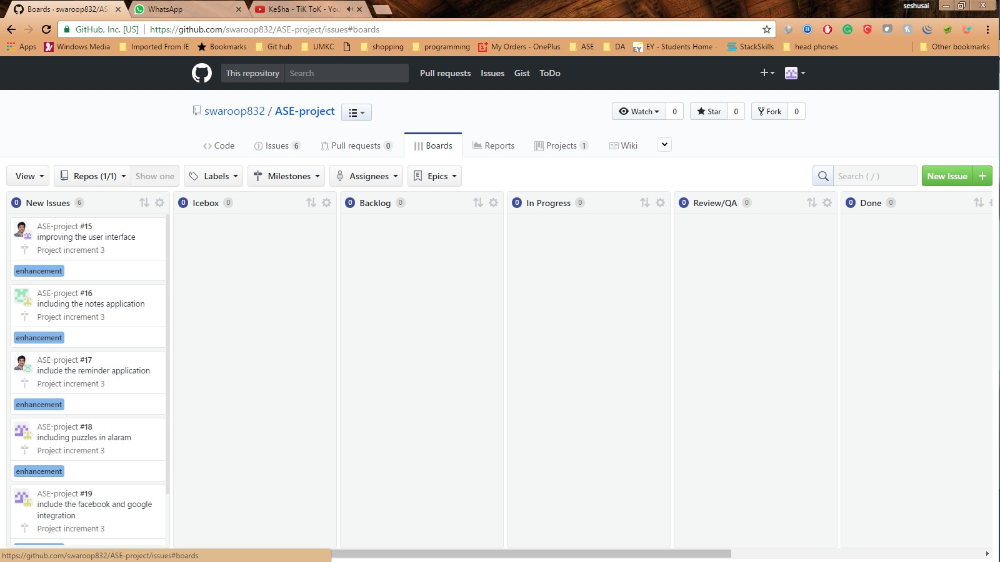 Boards · swaroop832/ASE
WhatsApp
Ke$ha - TiK ToK - You
seshusai
GitHub, Inc. [US]
https://github.com/swaroop832/ASE-project/issues#boards
Apps
Windows Media
Imported From IE
Bookmarks
Git hub
UMKC
shopping
programming
My Orders - OnePlus
ASE
DA
EY - Students Home -
StackSkills
head phones
Other bookmarks
This repository
Search
Pull requests
Issues
Gist
ToDo
swaroop832 / ASE-project
Watch
0
Star
0
Fork
0
Code
Issues 6
Pull requests 0
Boards
Reports
Projects 1
Wiki
View
Repos (1/1)
Show one
Labels
Milestones
Assignees
Epics
Search ( / )
New Issue
0 New Issues 6
0 Icebox 0
0 Backlog 0
0 In Progress 0
0 Review/QA 0
0 Done 0
ASE-project #15
improving the user interface
Project increment 3
enhancement
ASE-project #16
including the notes application
Project increment 3
enhancement
ASE-project #17
include the reminder application
Project increment 3
enhancement
ASE-project #18
including puzzles in alaram
Project increment 3
enhancement
ASE-project #19
include the facebook and google
integration
Project increment 3
https://github.com/swaroop832/ASE-project/issues#boards